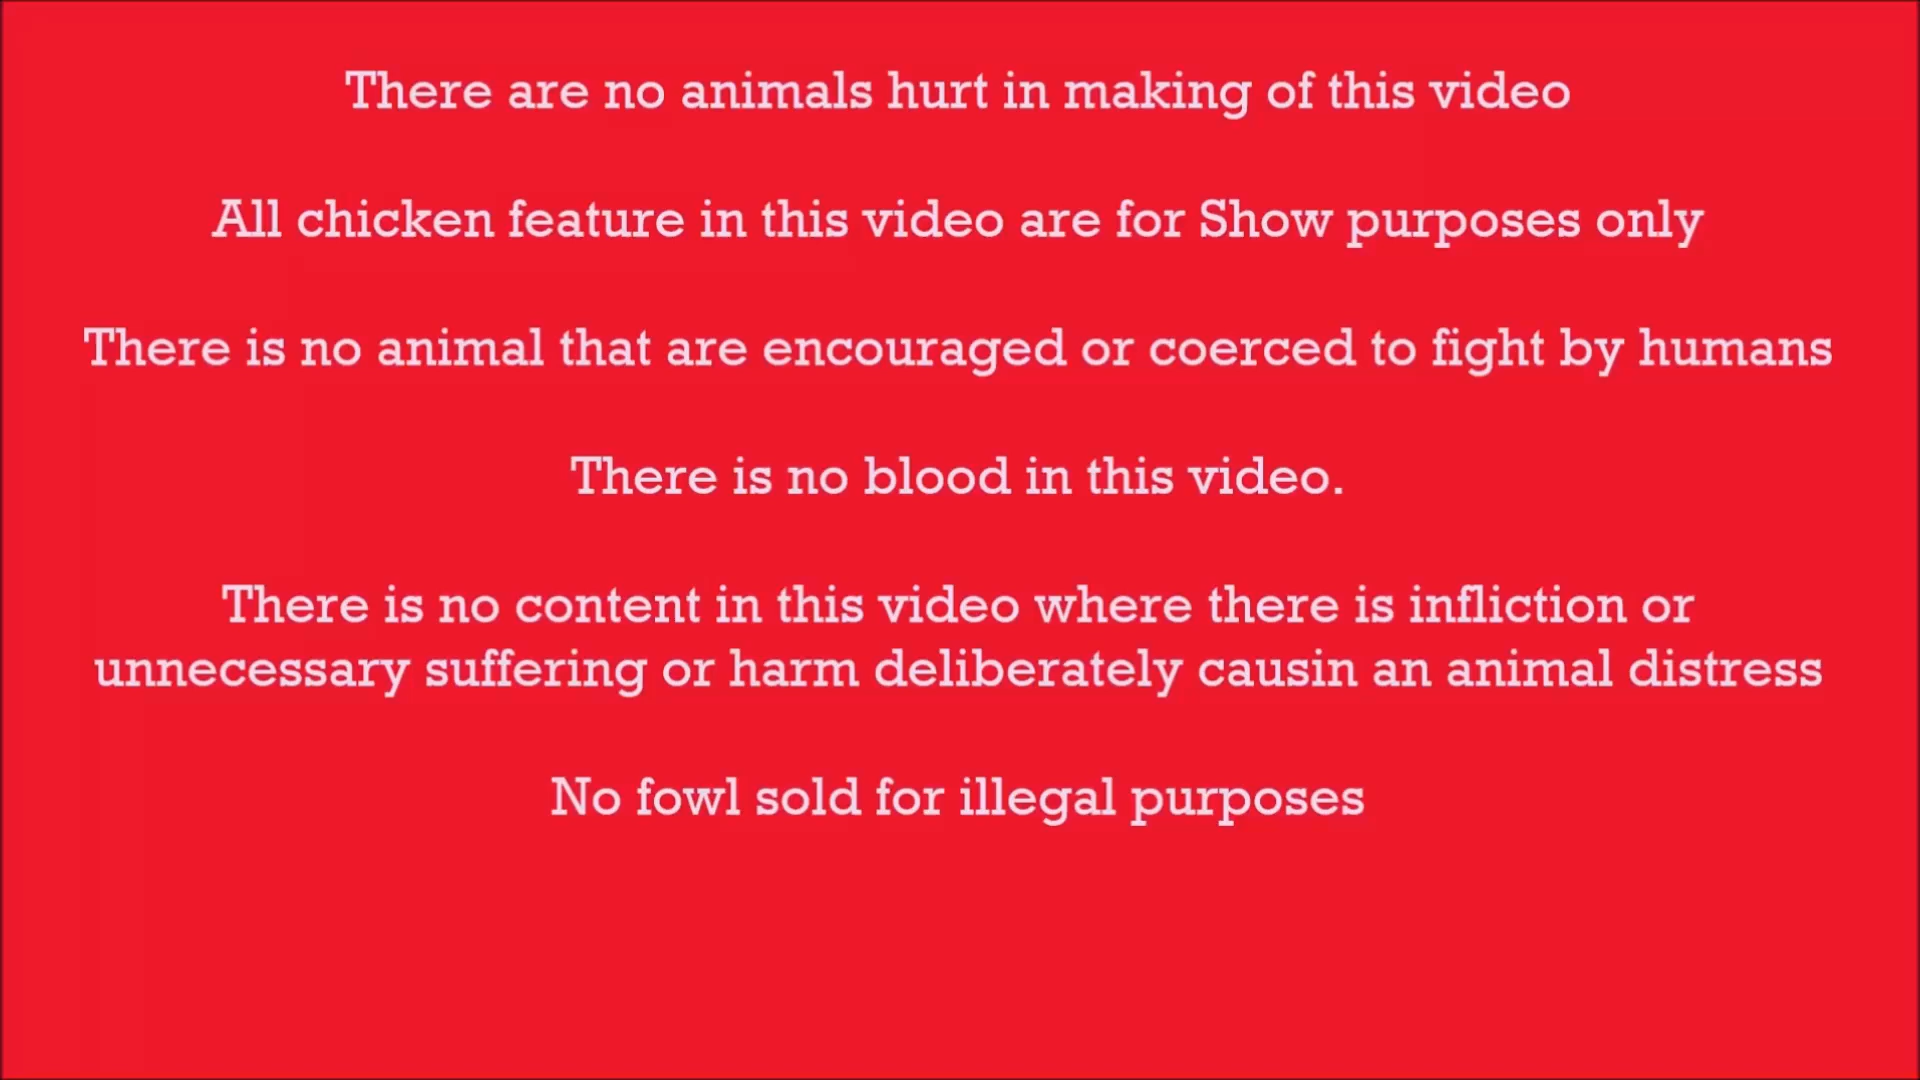 There are no animals hurt in making of this video
All chicken feature in this video are for Show purposes only
There is no animal that are encouraged or coerced to fight by humans
There is no blood in this video.
There is no content in this video where there is infliction or
unnecessary suffering or harm deliberately causin an animal distress
No fowl sold for illegal purposes